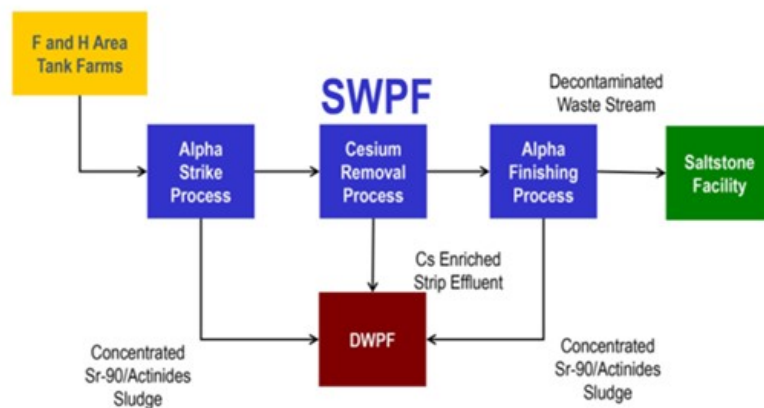 F and H Area
Tank Farms
SWPF
Decontaminated
Waste Stream
Alpha
Strike
Process
Cesium
Removal
Process
Alpha
Finishing
Process
Saltstone
Facility
Cs Enriched
Strip Effluent
DWPF
Concentrated
Sr-90/Actinides
Sludge
Concentrated
Sr-90/Actinides
Sludge